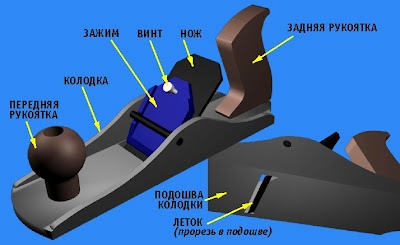 ЗАЖИМ
ВИНТ
НОЖ
ЗАДНЯЯ РУКОЯТКА
КОЛОДКА
ПЕРЕДНЯЯ
РУКОЯТКА
ПОДОШВА
КОЛОДКИ
ЛЕТОК
(прорезь в подошве)